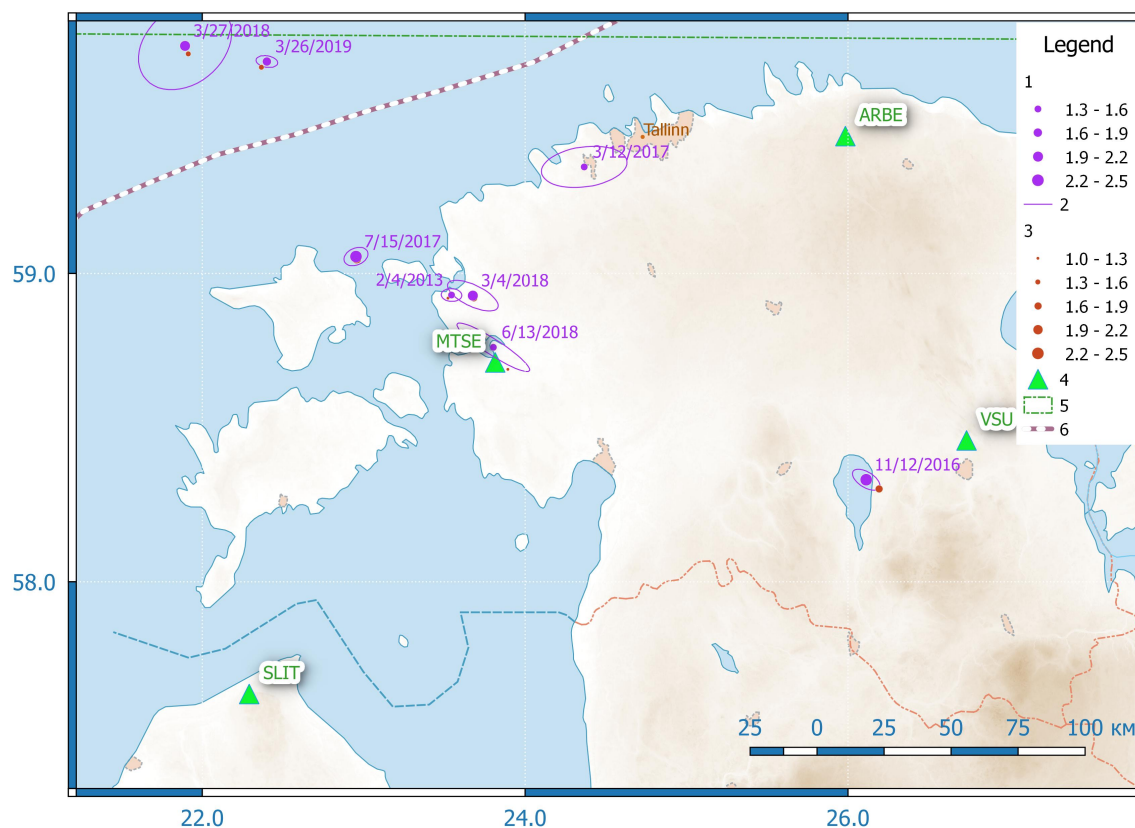 3/27/2018
3/26/2019
Legend
1
1.3 - 1.6
1.6 - 1.9
1.9 - 2.2
2.2 - 2.5
2
3
1.0 - 1.3
1.3 - 1.6
1.6 - 1.9
1.9 - 2.2
2.2 - 2.5
4
5
6
ARBE
Tallinn
3/12/2017
7/15/2017
59.0
2/4/2013
3/4/2018
MTSE
6/13/2018
VSU
11/12/2016
58.0
SLIT
25 0 25 50 75 100 км
22.0 24.0 26.0